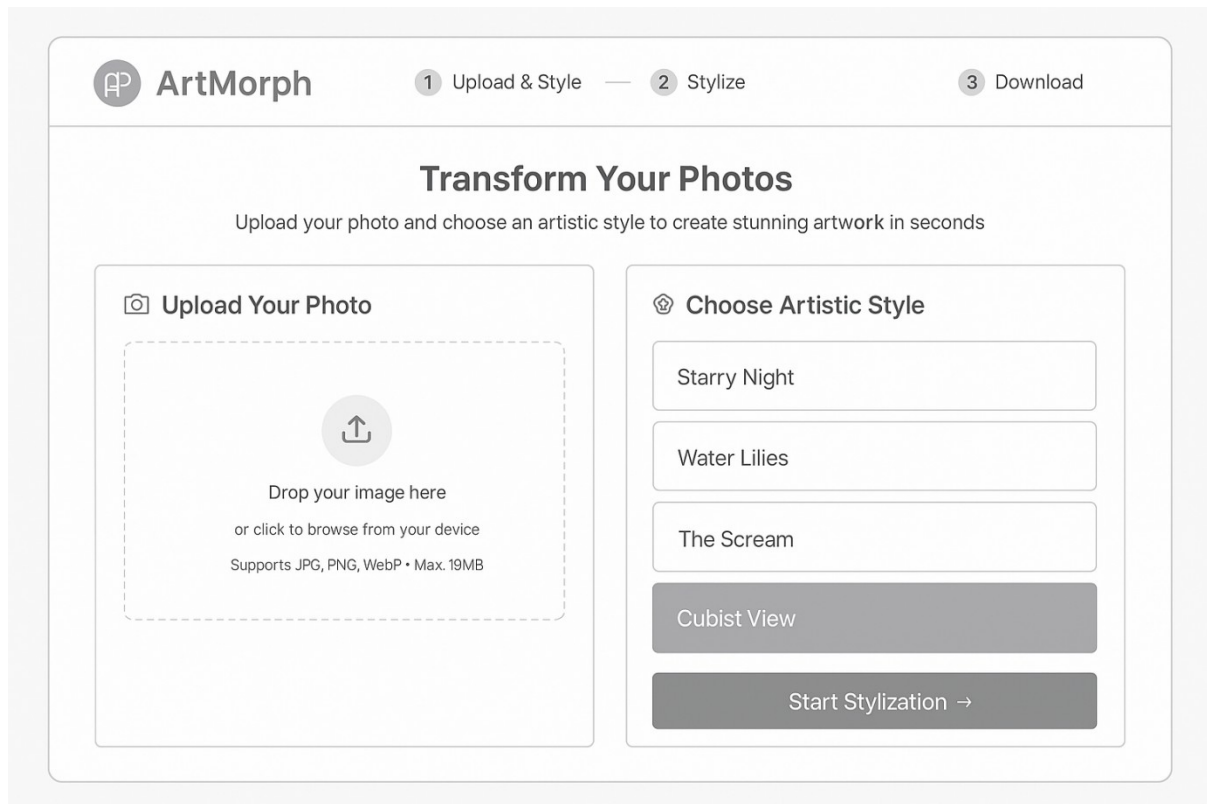 ArtMorph
1 Upload & Style — 2 Stylize
3 Download
Transform Your Photos
Upload your photo and choose an artistic style to create stunning artwork in seconds
Upload Your Photo
Drop your image here
or click to browse from your device
Supports JPG, PNG, WebP • Max. 19MB
Choose Artistic Style
Starry Night
Water Lilies
The Scream
Cubist View
Start Stylization →